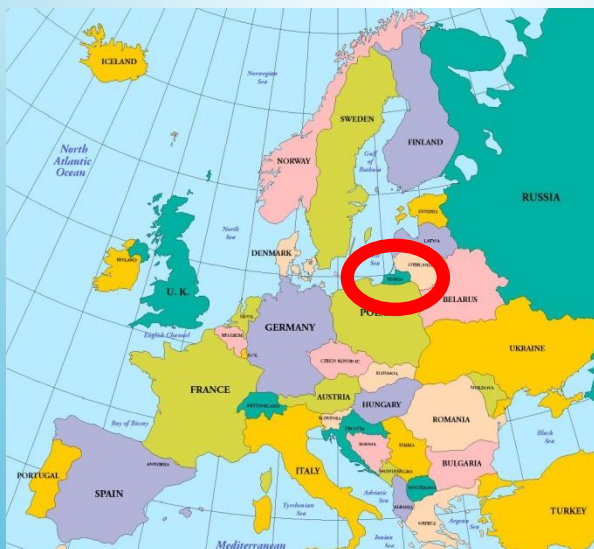 ICELAND
Norwegian
Sea
SWEDEN
FINLAND
NORWAY
Gulf
of
Bothnia
North
Atlantic
Ocean
RUSSIA
ESTONIA
North
Sea
LATVIA
DENMARK
Sea
IRELAND
U. K.
BELARUS
GERMANY
English Channel
BELGIUM
CZECH REPUBLIC
UKRAINE
SLOVAKIA
FRANCE
AUSTRIA
MOLDOVA
HUNGARY
SWITZERLAND
ROMANIA
SLOVENIA
Bay of Biscay
CROATIA
BOSNIA
SERBIA
Black
Sea
ANDORRA
ITALY
MONTENEGRO
BULGARIA
PORTUGAL
SPAIN
Adriatic
Sea
MACEDONIA
ALBANIA
Tyrrhenian
Sea
TURKEY
GREECE
Aegean
Sea
Ionian
Sea
Mediterranean